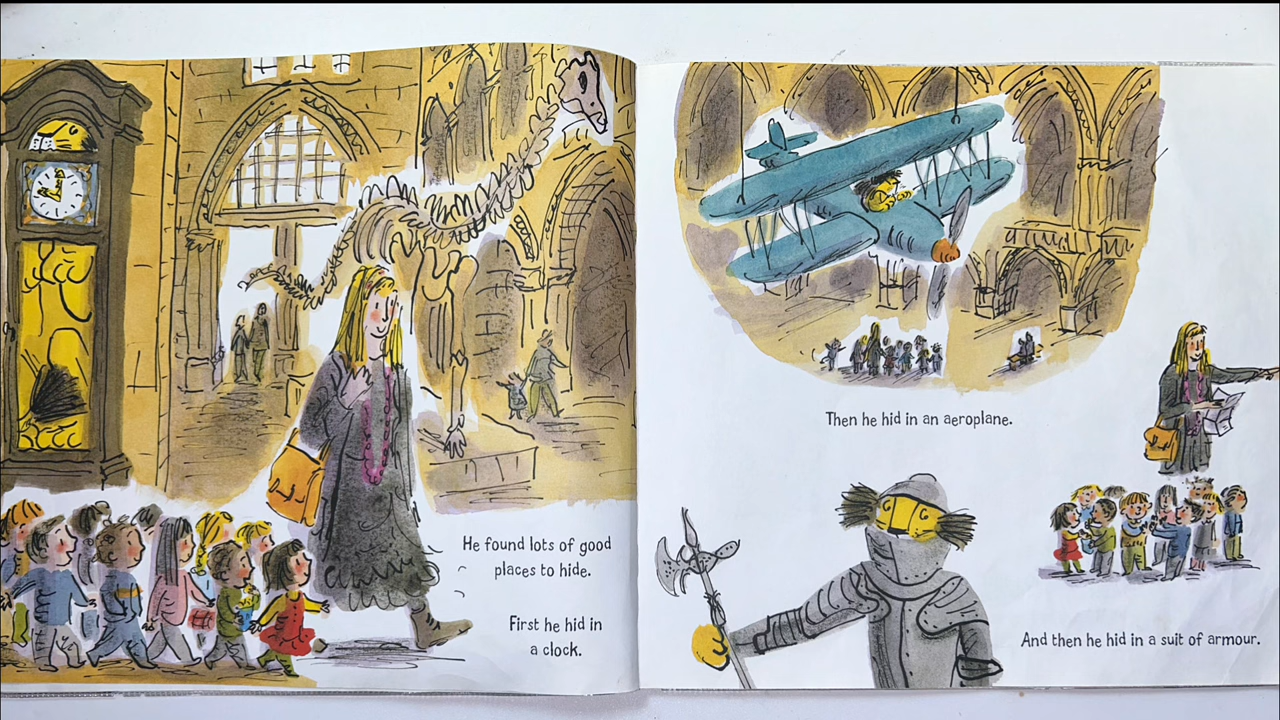 He found lots of good
places to hide.
First he hid in
a clock.
Then he hid in an aeroplane.
And then he hid in a suit of armour.